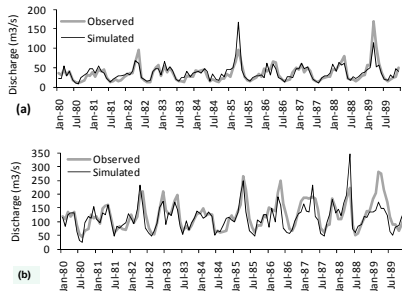 Discharge (m3/s)
200
150
100
50
0
Observed
Simulated
Jan-80
Jul-80
Jan-81
Jul-81
Jan-82
Jul-82
Jan-83
Jul-83
Jan-84
Jul-84
Jan-85
Jul-85
Jan-86
Jul-86
Jan-87
Jul-87
Jan-88
Jul-88
Jan-89
Jul-89
(a)
Discharge (m3/s)
350
300
250
200
150
100
50
0
Observed
Simulated
Jan-80
Jul-80
Jan-81
Jul-81
Jan-82
Jul-82
Jan-83
Jul-83
Jan-84
Jul-84
Jan-85
Jul-85
Jan-86
Jul-86
Jan-87
Jul-87
Jan-88
Jul-88
Jan-89
Jul-89
(b)